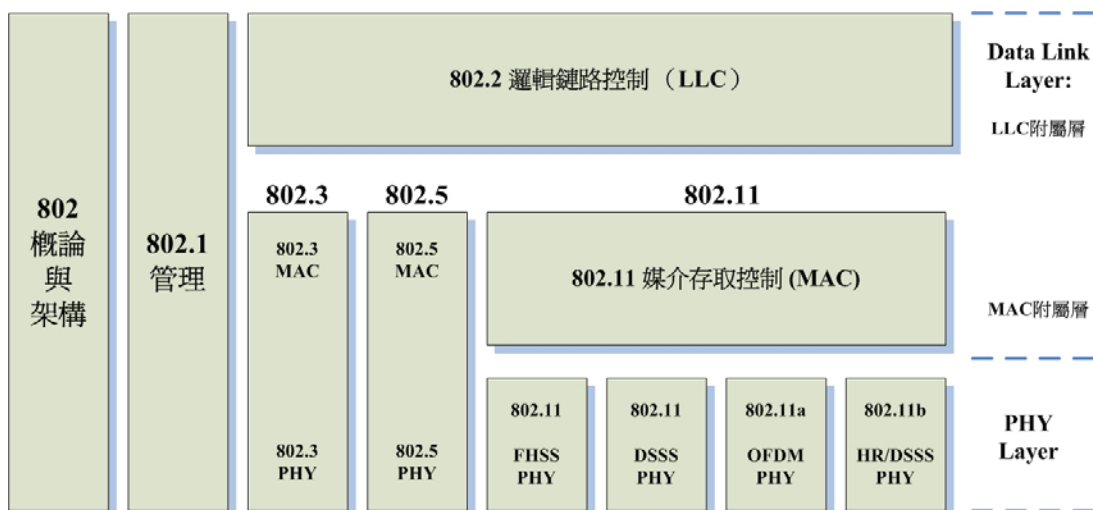 802
概論
與
架構
802.1
管理
802.2 邏輯鏈路控制 （LLC）
Data Link
Layer:
LLC附屬層
802.3
802.3
MAC
802.3
PHY
802.5
802.5
MAC
802.5
PHY
802.11
802.11 媒介存取控制 (MAC)
MAC附屬層
802.11
FHSS
PHY
802.11
DSSS
PHY
802.11a
OFDM
PHY
802.11b
HR/DSSS
PHY
PHY
Layer